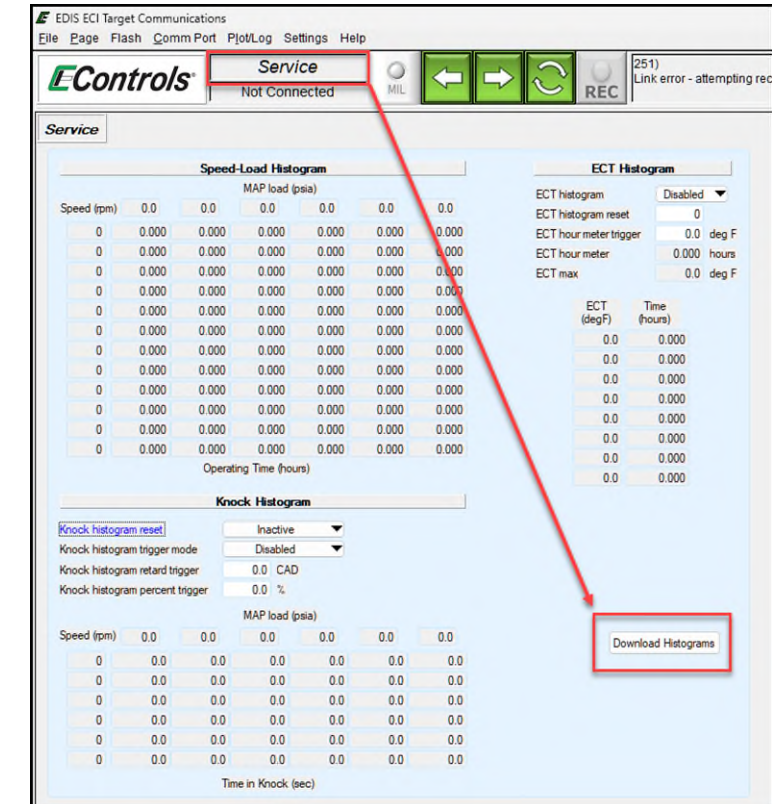 EDIS ECI Target Communications
File Page Flash Comm Port Plot/Log Settings Help
EControls
Service
Not Connected
MIL
REC
251)
Link error - attempting rec
Service
Speed-Load Histogram
MAP load (psia)
Speed (rpm) 0.0 0.0 0.0 0.0 0.0 0.0
0 0.000 0.000 0.000 0.000 0.000 0.000
0 0.000 0.000 0.000 0.000 0.000 0.000
0 0.000 0.000 0.000 0.000 0.000 0.000
0 0.000 0.000 0.000 0.000 0.000 0.000
0 0.000 0.000 0.000 0.000 0.000 0.000
0 0.000 0.000 0.000 0.000 0.000 0.000
0 0.000 0.000 0.000 0.000 0.000 0.000
0 0.000 0.000 0.000 0.000 0.000 0.000
0 0.000 0.000 0.000 0.000 0.000 0.000
0 0.000 0.000 0.000 0.000 0.000 0.000
0 0.000 0.000 0.000 0.000 0.000 0.000
0 0.000 0.000 0.000 0.000 0.000 0.000
Operating Time (hours)
ECT Histogram
ECT histogram Disabled
ECT histogram reset 0
ECT hour meter trigger 0.0 deg F
ECT hour meter 0.000 hours
ECT max 0.0 deg F
ECT Time
(degF) (hours)
0.0 0.000
0.0 0.000
0.0 0.000
0.0 0.000
0.0 0.000
0.0 0.000
0.0 0.000
0.0 0.000
Knock Histogram
Knock histogram reset Inactive
Knock histogram trigger mode Disabled
Knock histogram retard trigger 0.0 CAD
Knock histogram percent trigger 0.0 %
MAP load (psia)
Speed (rpm) 0.0 0.0 0.0 0.0 0.0 0.0
0 0.0 0.0 0.0 0.0 0.0 0.0
0 0.0 0.0 0.0 0.0 0.0 0.0
0 0.0 0.0 0.0 0.0 0.0 0.0
0 0.0 0.0 0.0 0.0 0.0 0.0
0 0.0 0.0 0.0 0.0 0.0 0.0
0 0.0 0.0 0.0 0.0 0.0 0.0
Time in Knock (sec)
Download Histograms